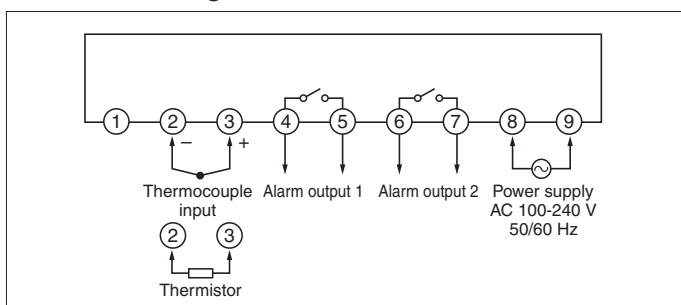 1 2 3 4 5 6 7 8 9
− +
Thermocouple input
Alarm output 1
Alarm output 2
Power supply
AC 100-240 V
50/60 Hz
2 3
Thermistor